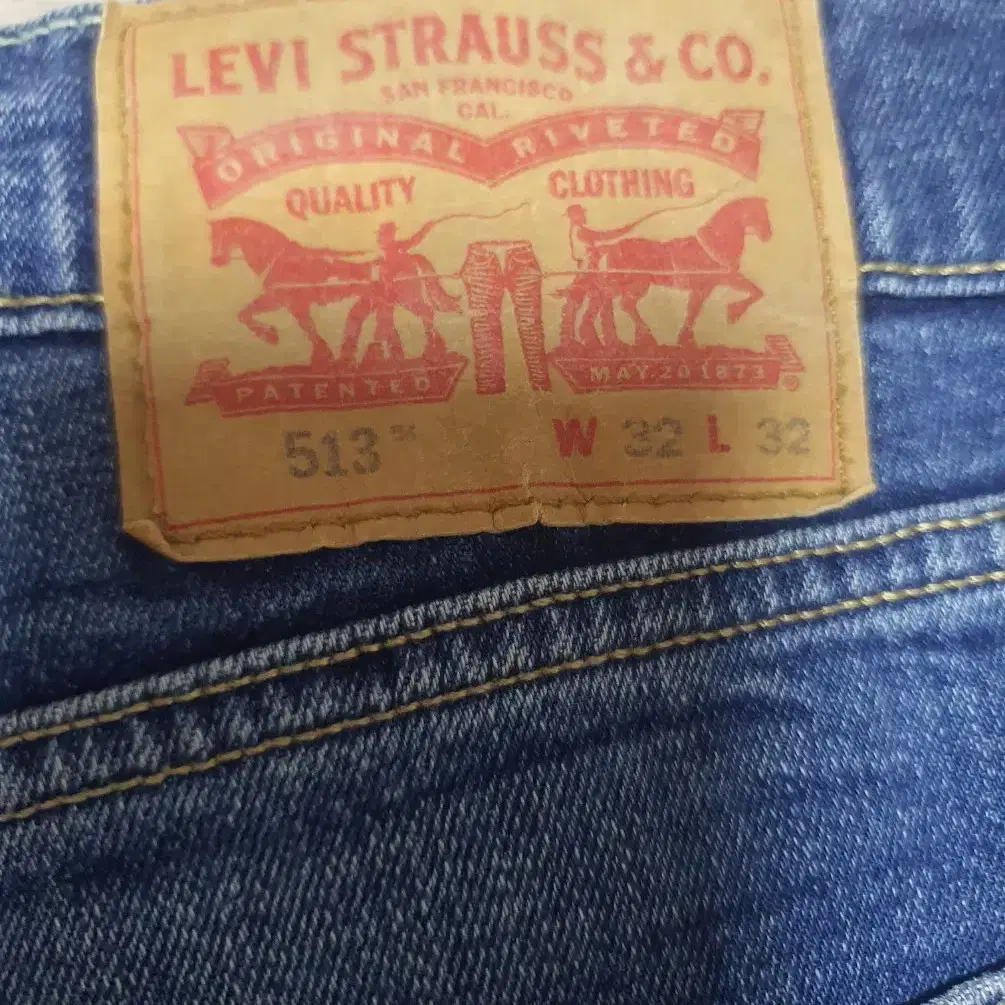 LEVI STRAUSS & CO.
SAN FRANCISCO
CAL.
ORIGINAL RIVETED
QUALITY CLOTHING
PATENTED MAY.20 1873
513™ W 32 L 32